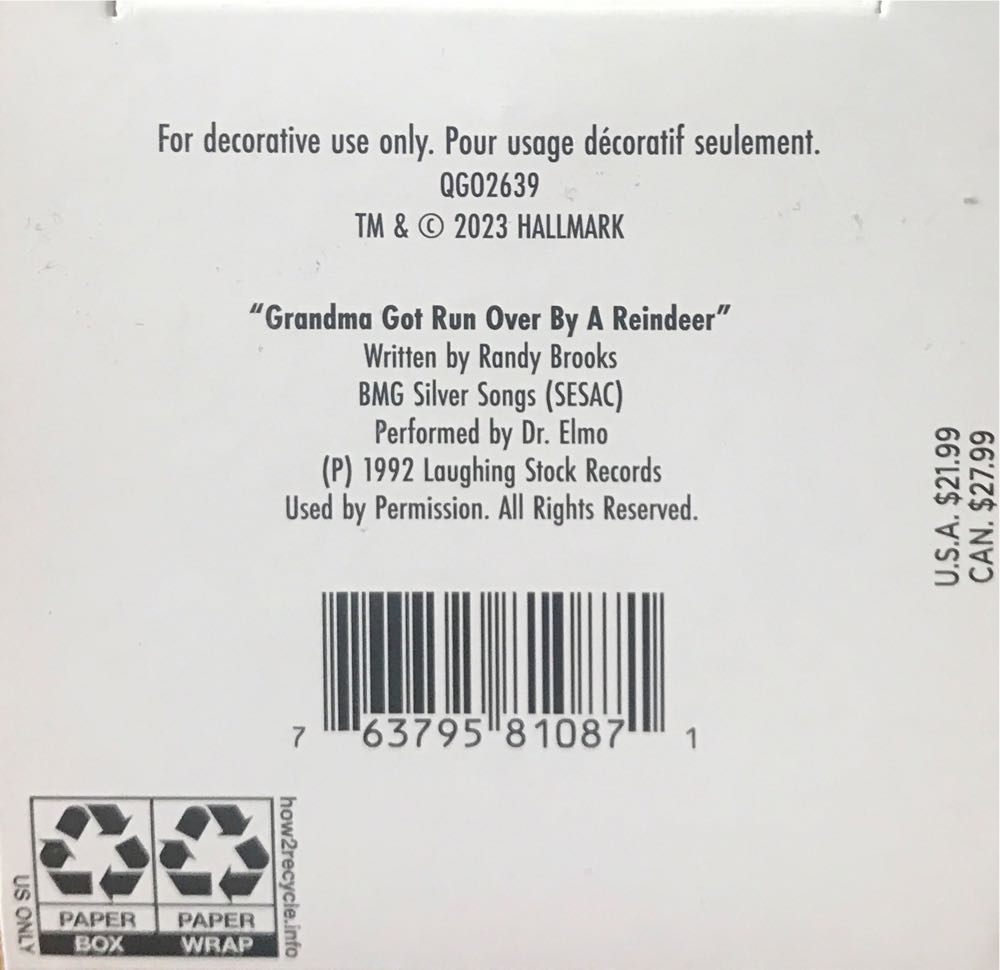 For decorative use only. Pour usage décoratif seulement.
QGO2639
TM & © 2023 HALLMARK
“Grandma Got Run Over By A Reindeer”
Written by Randy Brooks
BMG Silver Songs (SESAC)
Performed by Dr. Elmo
(P) 1992 Laughing Stock Records
Used by Permission. All Rights Reserved.
U.S.A. $21.99
CAN. $27.99
7 63795 81087 1
US ONLY
PAPER
BOX
PAPER
WRAP
how2recycle.info